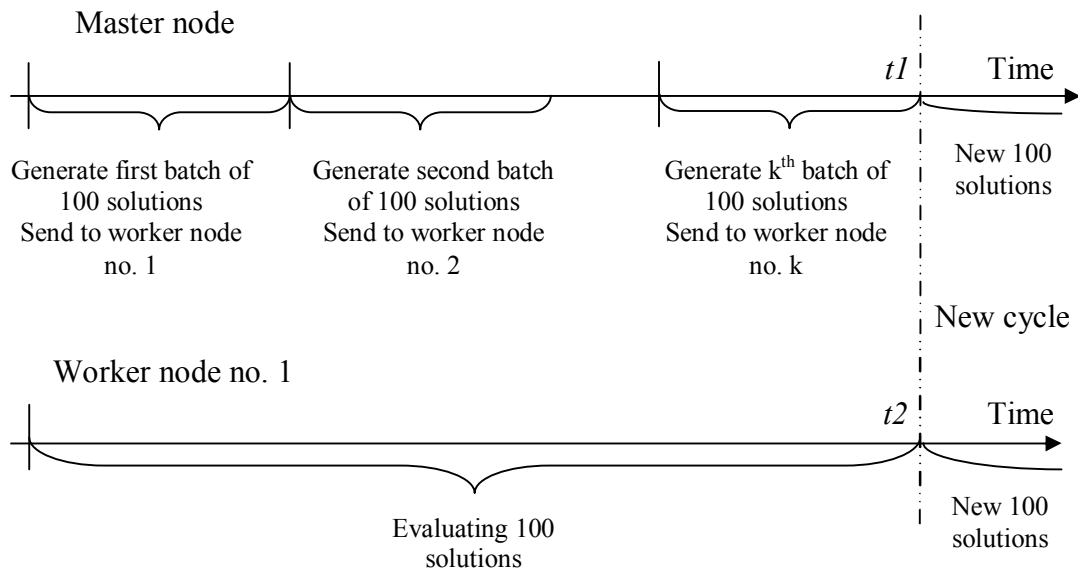 Master node
t1
Time
Generate first batch of
100 solutions
Send to worker node
no. 1
Generate second batch
of 100 solutions
Send to worker node
no. 2
Generate kth batch of
100 solutions
Send to worker node
no. k
New 100
solutions
New cycle
Worker node no. 1
t2
Time
Evaluating 100
solutions
New 100
solutions